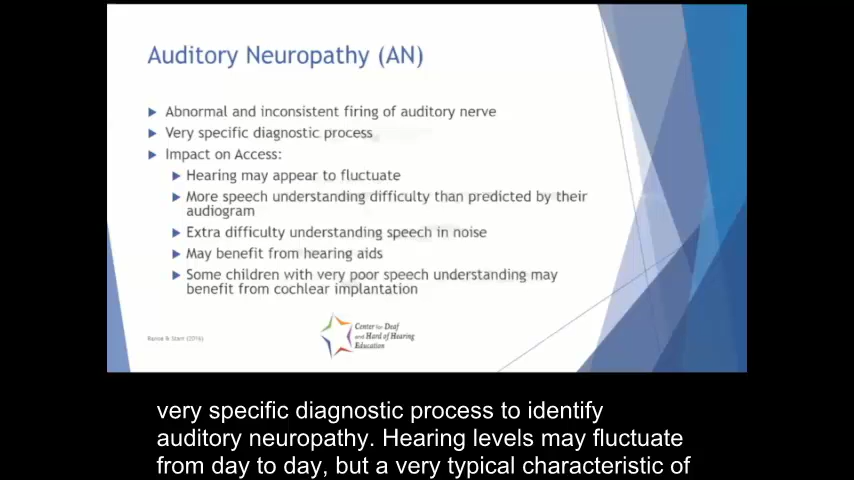 Auditory Neuropathy (AN)
Abnormal and inconsistent firing of auditory nerve
Very specific diagnostic process
Impact on Access:
Hearing may appear to fluctuate
More speech understanding difficulty than predicted by their
audiogram
Extra difficulty understanding speech in noise
May benefit from hearing aids
Some children with very poor speech understanding may
benefit from cochlear implantation
Center for Deaf
and Hard of Hearing
Education
(2016)
very specific diagnostic process to identify
auditory neuropathy. Hearing levels may fluctuate
from day to day, but a very typical characteristic of